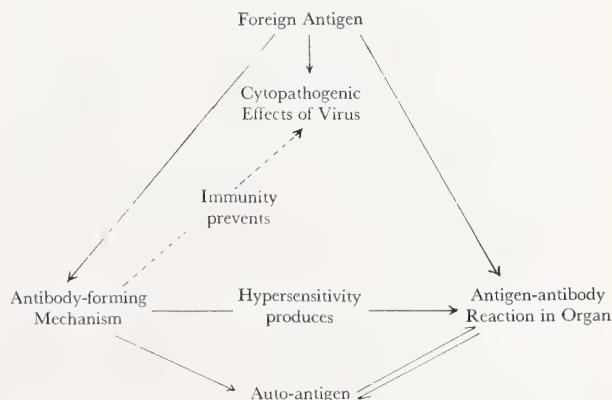 Foreign Antigen
Cytopathogenic
Effects of Virus
Immunity
prevents
Antibody-forming
Mechanism
Hypersensitivity
produces
Antigen-antibody
Reaction in Organ
Auto-antigen